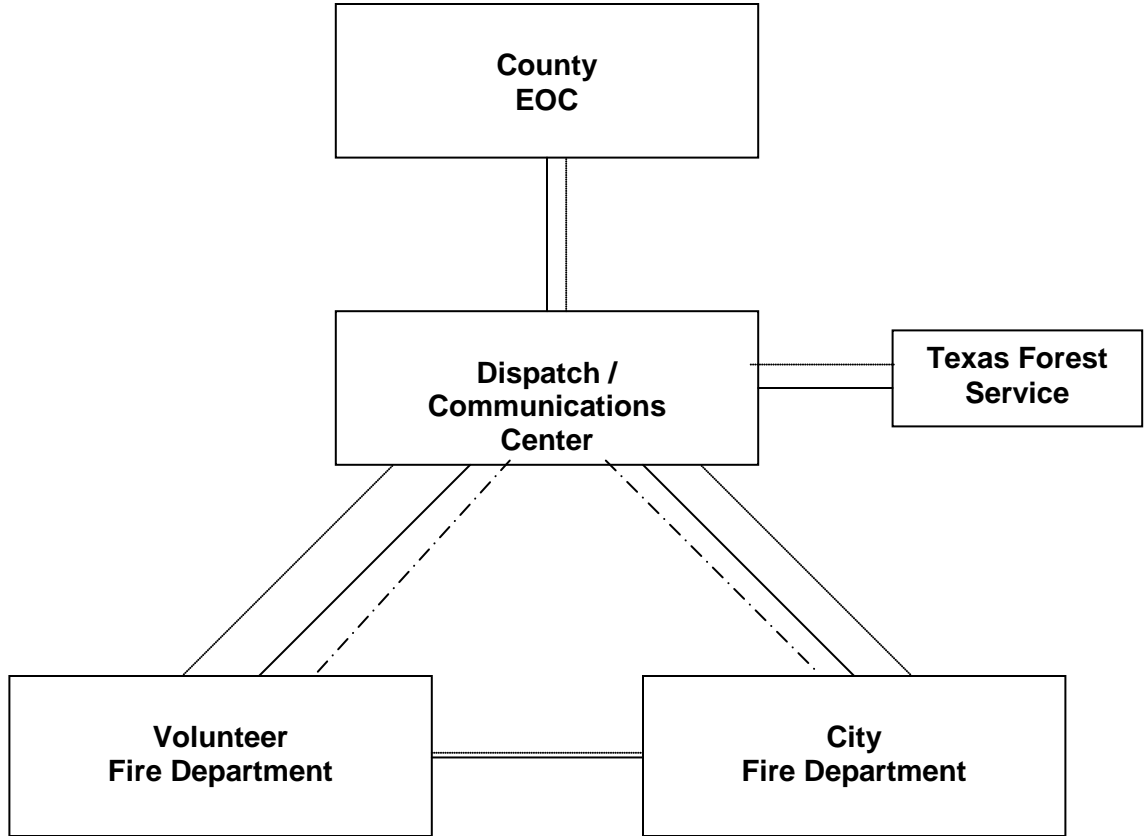 County
EOC
Dispatch /
Communications
Center
Texas Forest
Service
Volunteer
Fire Department
City
Fire Department